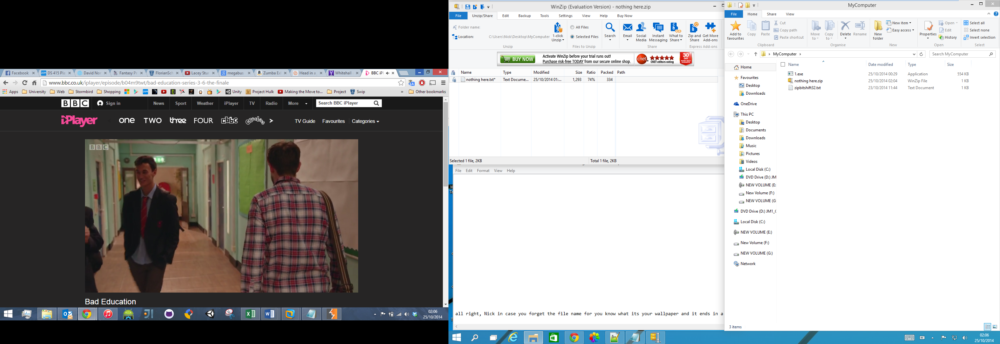 Facebook
DS 415 Pla
David Nor
Fantasy Pr
FlorianSch
Lacey Stur
megabus
Zumba Exl
Head in a
Whitehall
BBC iPl
www.bbc.co.uk/iplayer/episode/b04m9twt/bad-education-series-3-6-the-finale
Apps University Web Stormbird Shopping Unity Project Hulk Making the Move to... Project Swip » Other bookmarks
BBC Sign in News Sport Weather iPlayer TV Radio More Search BBC iPlayer
iPlayer one TWO three FOUR cbbc cbeebies > TV Guide Favourites Categories
BBC
Bad Education
02:06
25/10/2014
WinZip (Evaluation Version) - nothing here.zip
File Unzip/Share Edit Backup Tools Settings View Help Buy Now
Folder name:
Location: C:\Users\Nick\Desktop\MyComputer
1-click Unzip
All Files
Selected Files
Search
Email
Social Media
Instant Messaging
What to Share
Zip and Share
Get More Add-ons
Unzip Files to Unzip Share Express Add-ons
BUY NOW
Activate WinZip before your trial runs out!
Purchase risk-free TODAY from our secure online shop.
cnet
CNET editors rating
30 DAY
Name Type Modified Size Ratio Packed Path
nothing here.txt* Text Docume... 25/10/2014 01:... 1,293 74% 334
Selected 1 file, 2KB Total 1 file, 2KB
File Edit Format View Help
all right, Nick in case you forget the file name for you know what its your wallpaper and it ends in a
MyComputer
File Home Share View
Add to favourites
Copy
Paste
Cut
Copy path
Paste shortcut
Move to
Copy to
Delete
Rename
New folder
New item
Easy access
Properties
Open
Edit
History
Select all
Select none
Invert selection
Clipboard Organise New Open Select
MyComputer
Search MyComputer
Name Date modified Type Size
1.exe 25/10/2014 00:29 Application 554 KB
nothing here.zip 25/10/2014 02:04 WinZip File 1 KB
zipbitshift32.txt 23/10/2014 11:44 Text Document 1 KB
Home
Favourites
Desktop
Downloads
OneDrive
This PC
Desktop
Documents
Downloads
Music
Pictures
Videos
Local Disk (C:)
DVD Drive (D:) JM
NEW VOLUME (E:
New Volume (F:)
NEW VOLUME (G
DVD Drive (D:) JM1_C
Local Disk (C:)
NEW VOLUME (E:)
New Volume (F:)
NEW VOLUME (G:)
Network
3 items
02:06
25/10/2014